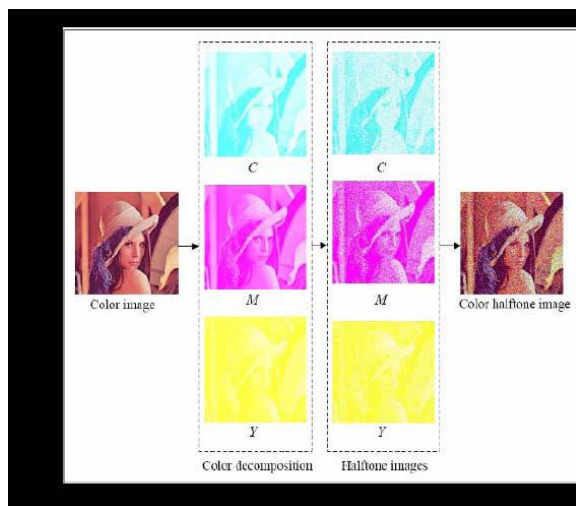 C
C
Color image
M
M
Color halftone image
Y
Y
Color decomposition
Halftone images